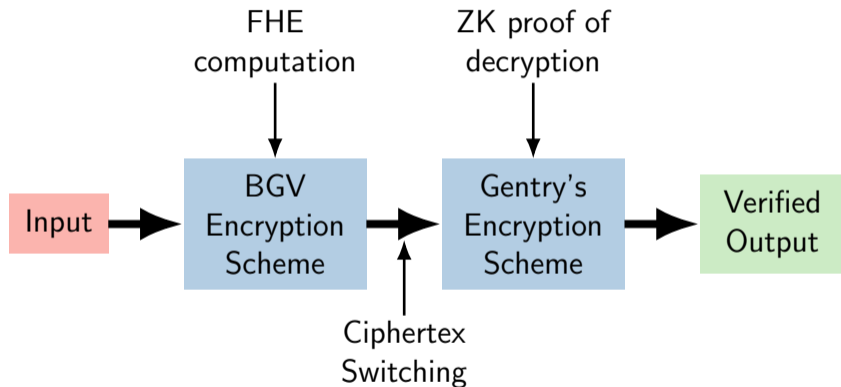 FHE
computation
ZK proof of
decryption
Input
BGV
Encryption
Scheme
Gentry's
Encryption
Scheme
Verified
Output
Ciphertex
Switching